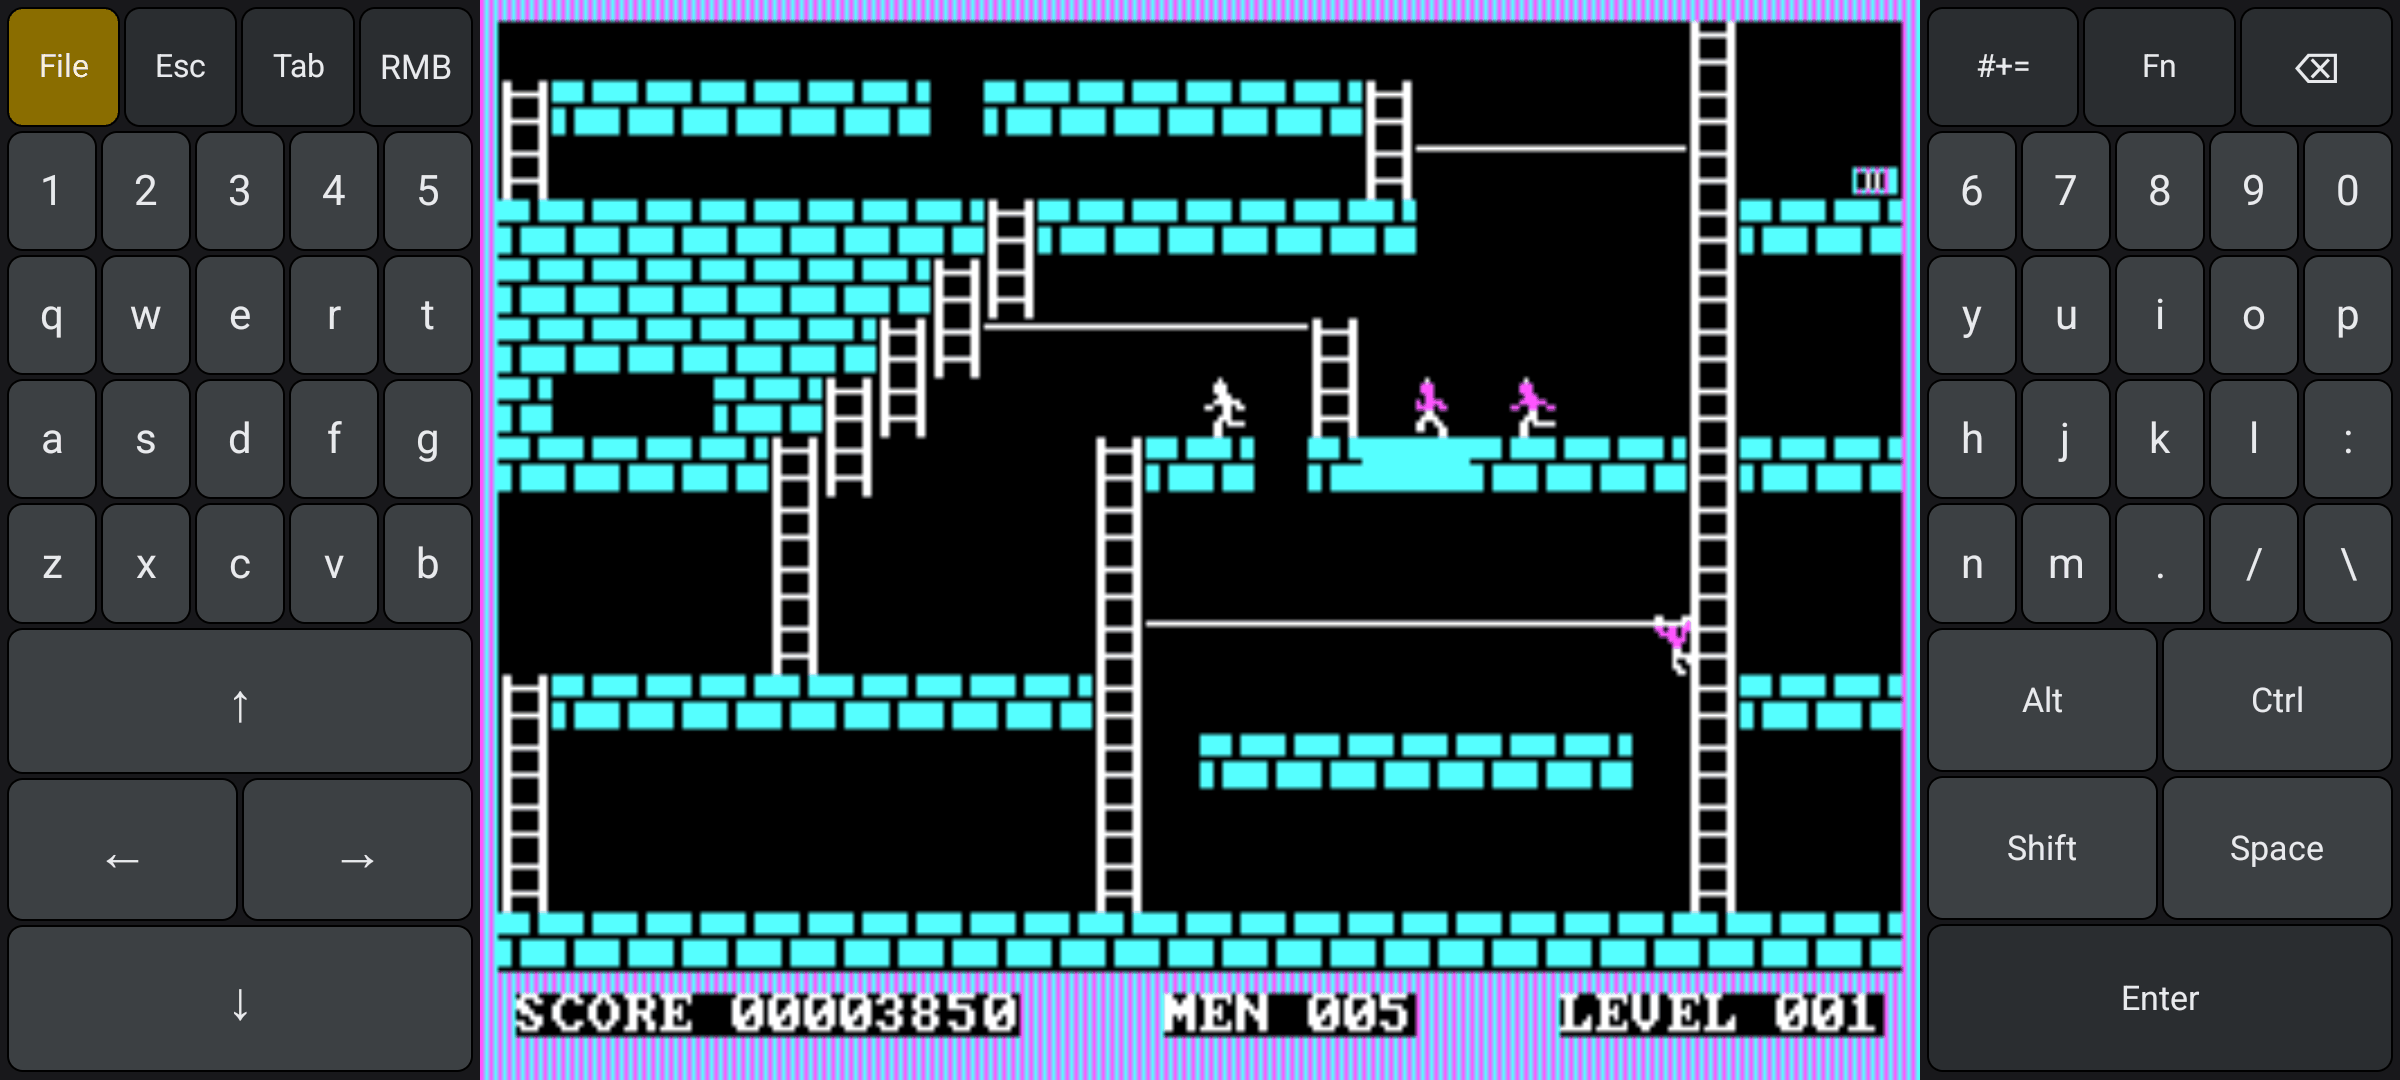 File Esc Tab RMB #+= Fn ⌫
1 2 3 4 5 6 7 8 9 0
q w e r t y u i o p
a s d f g h j k l :
z x c v b n m . / \
↑ Alt Ctrl
← → Shift Space
↓ Enter
SCORE 00003850 MEN 005 LEVEL 001